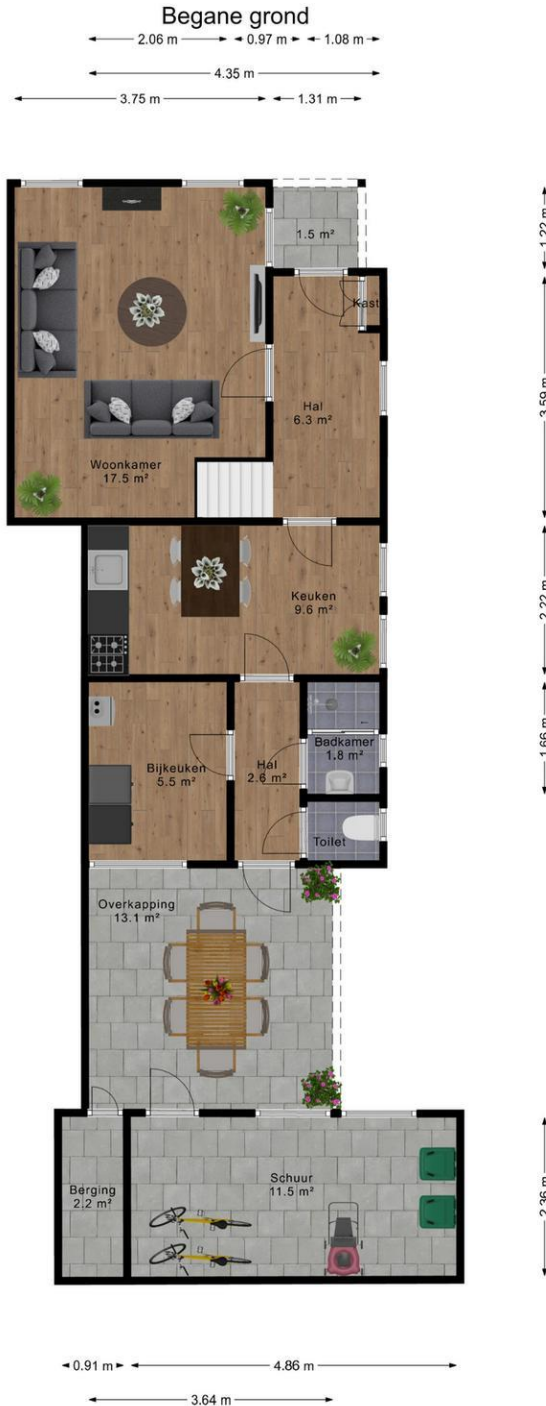 Begane grond
2.06 m
0.97 m
1.08 m
4.35 m
3.75 m
1.31 m
1.5 m²
1.22 m
Kast
Hal
6.3 m²
3.59 m
Woonkamer
17.5 m²
Keuken
9.6 m²
2.22 m
Bijkeuken
5.5 m²
Hal
2.6 m²
Badkamer
1.8 m²
1.66 m
Toilet
Overkapping
13.1 m²
Berging
2.2 m²
Schuur
11.5 m²
2.36 m
0.91 m
4.86 m
3.64 m